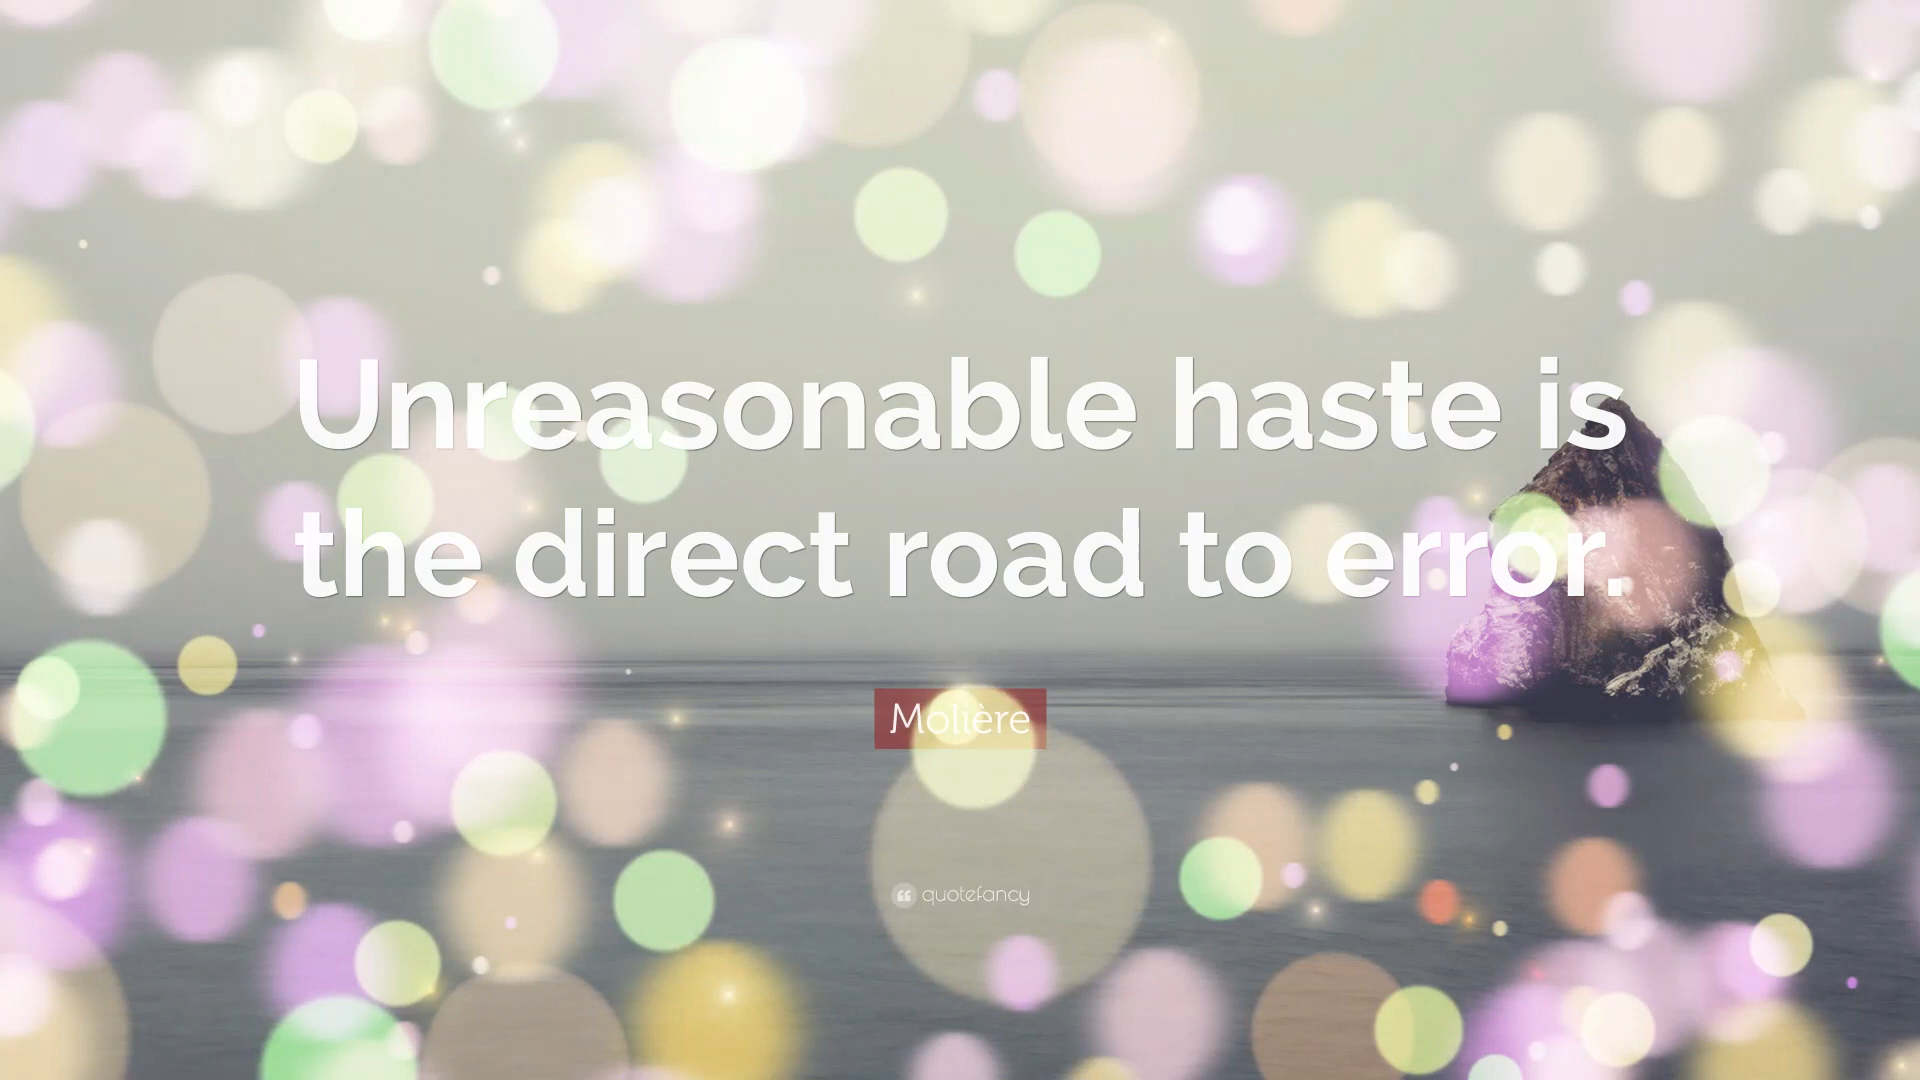 Unreasonable haste is
the direct road to error.
Molière
quotefancy